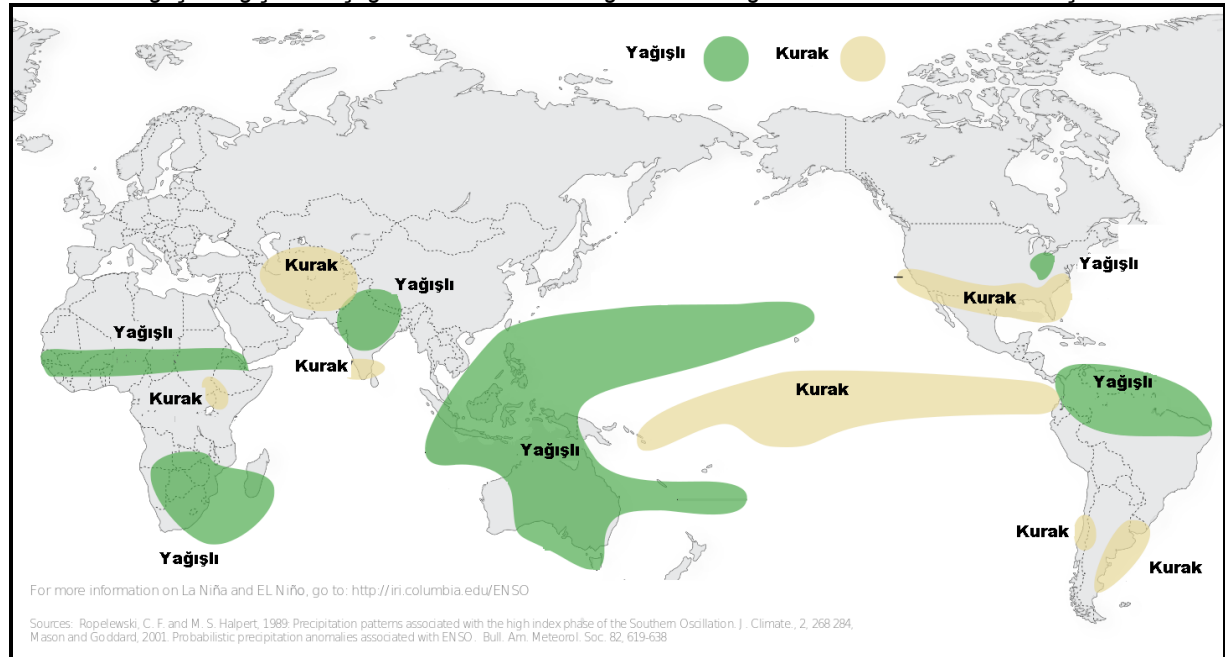 Yağışlı
Kurak
Yağışlı
Kurak
Yağışlı
Kurak
Yağışlı
Kurak
Kurak
Yağışlı
Kurak
Yağışlı
Kurak
Kurak
Yağışlı
Kurak
For more information on La Niña and EL Niño, go to: http://iri.columbia.edu/ENSO
Sources: Ropelewski, C. F. and M. S. Halpert, 1989: Precipitation patterns associated with the high index phase of the Southern Oscillation. J. Climate., 2, 268 284,
Mason and Goddard, 2001. Probabilistic precipitation anomalies associated with ENSO. Bull. Am. Meteorol. Soc. 82, 619-638